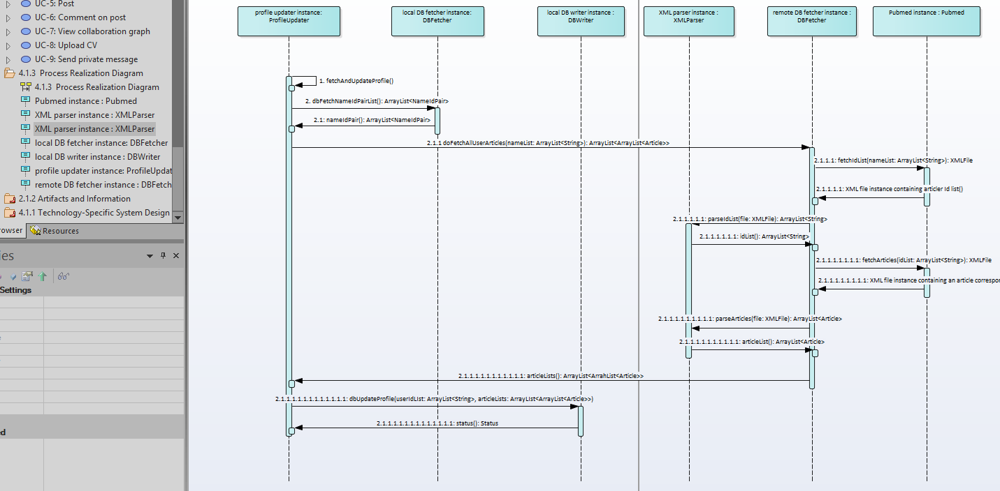 UC-5: Post
UC-6: Comment on post
UC-7: View collaboration graph
UC-8: Upload CV
UC-9: Send private message
4.1.3 Process Realization Diagram
4.1.3 Process Realization Diagram
Pubmed instance : Pubmed
XML parser instance : XMLParser
XML parser instance : XMLParser
local DB fetcher instance: DBFetcher
local DB writer instance : DBWriter
profile updater instance: ProfileUpdat
remote DB fetcher instance : DBFetch
2.1.2 Artifacts and Information
4.1.1 Technology-Specific System Design
rowser
Resources
ies
Settings
ed
profile updater instance:
ProfileUpdater
local DB fetcher instance:
DBFetcher
local DB writer instance :
DBWriter
XML parser instance :
XMLParser
remote DB fetcher instance :
DBFetcher
Pubmed instance : Pubmed
1. fetchAndUpdateProfile()
2. dbFetchNameIdPairList(): ArrayList<NameIdPair>
2.1: nameIdPair(): ArrayList<NameIdPair>
2.1.1 doFetchAllUserArticles(nameList: ArrayList<String>): ArrayList<ArrayList<Article>>
2.1.1.1: fetchIdList(nameList: ArrayList<String>): XMLFile
2.1.1.1.1: XML file instance containing articler Id list()
2.1.1.1.1.1: parseIdList(file: XMLFile): ArrayList<String>
2.1.1.1.1.1.1: idList(): ArrayList<String>
2.1.1.1.1.1.1.1: fetchArticles(idList: ArrayList<String>): XMLFile
2.1.1.1.1.1.1.1.1: XML file instance containing an article correspor
2.1.1.1.1.1.1.1.1.1: parseArticles(file: XMLFile): ArrayList<Article>
2.1.1.1.1.1.1.1.1.1.1: articleList(): ArrayList<Article>
2.1.1.1.1.1.1.1.1.1.1.1: articleLists(): ArrayList<ArrahList<Article>>
2.1.1.1.1.1.1.1.1.1.1.1.1: dbUpdateProfile(userIdList: ArrayList<String>, articleLists: ArrayList<ArrayList<Article>>)
2.1.1.1.1.1.1.1.1.1.1.1.1.1: status(): Status